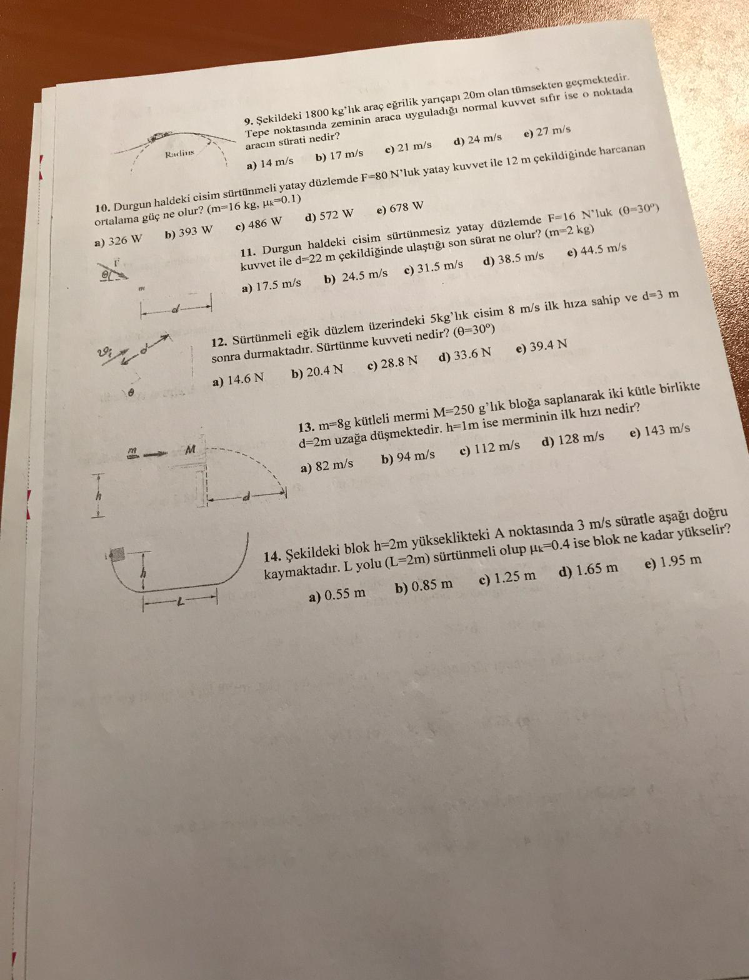 9. Şekildeki 1800 kg'lık araç eğrilik yarıçapı 20m olan tümsekten geçmektedir.
Tepe noktasında zeminin araca uyguladığı normal kuvvet sıfır ise o noktada
aracın sürati nedir?
Radius
a) 14 m/s b) 17 m/s c) 21 m/s d) 24 m/s e) 27 m/s
10. Durgun haldeki cisim sürtünmeli yatay düzlemde F=80 N'luk yatay kuvvet ile 12 m çekildiğinde harcanan
ortalama güç ne olur? (m=16 kg, μk=0.1)
a) 326 W b) 393 W c) 486 W d) 572 W e) 678 W
11. Durgun haldeki cisim sürtünmesiz yatay düzlemde F=16 N'luk (θ=30º)
kuvvet ile d=22 m çekildiğinde ulaştığı son sürat ne olur? (m=2 kg)
F
θ
m
d
a) 17.5 m/s b) 24.5 m/s c) 31.5 m/s d) 38.5 m/s e) 44.5 m/s
12. Sürtünmeli eğik düzlem üzerindeki 5kg'lık cisim 8 m/s ilk hıza sahip ve d=3 m
sonra durmaktadır. Sürtünme kuvveti nedir? (θ=30º)
vi d
θ
a) 14.6 N b) 20.4 N c) 28.8 N d) 33.6 N e) 39.4 N
13. m=8g kütleli mermi M=250 g'lık bloğa saplanarak iki kütle birlikte
d=2m uzağa düşmektedir. h=1m ise merminin ilk hızı nedir?
m M
h
d
a) 82 m/s b) 94 m/s c) 112 m/s d) 128 m/s e) 143 m/s
14. Şekildeki blok h=2m yükseklikteki A noktasında 3 m/s süratle aşağı doğru
kaymaktadır. L yolu (L=2m) sürtünmeli olup μk=0.4 ise blok ne kadar yükselir?
h
L
a) 0.55 m b) 0.85 m c) 1.25 m d) 1.65 m e) 1.95 m